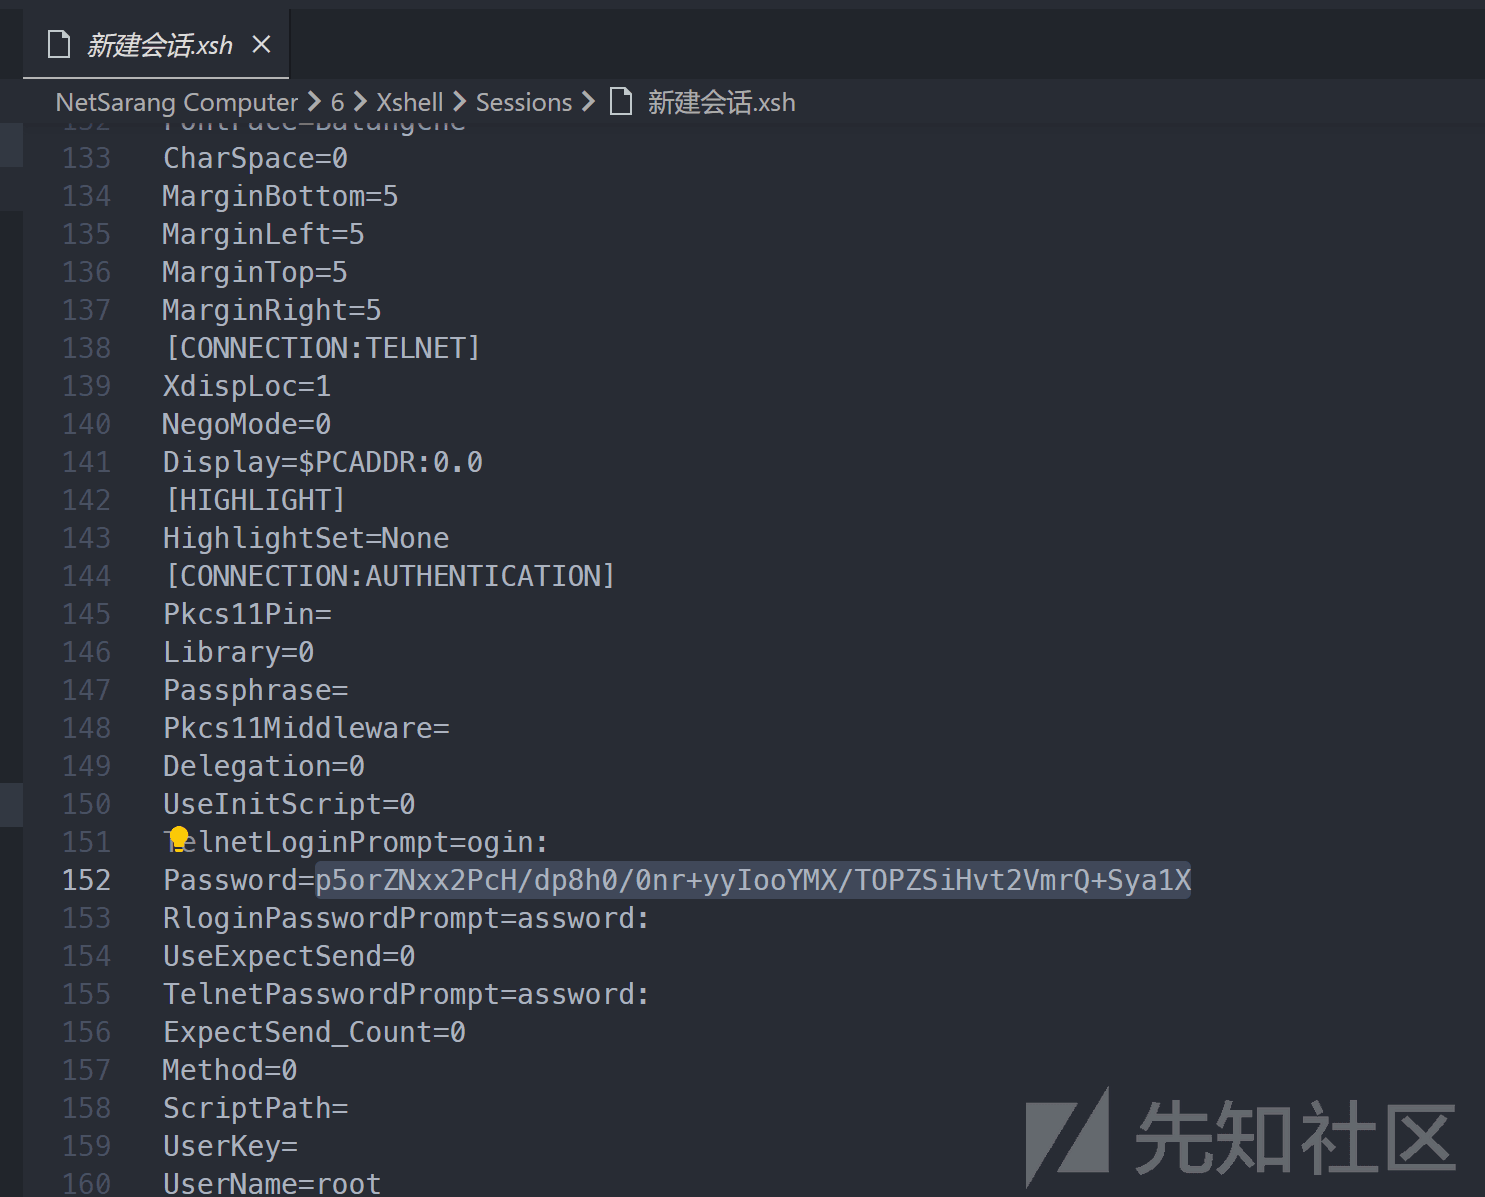 新建会话.xsh
NetSarang Computer > 6 > Xshell > Sessions > 新建会话.xsh
132 FontFace=BatangChe
133 CharSpace=0
134 MarginBottom=5
135 MarginLeft=5
136 MarginTop=5
137 MarginRight=5
138 [CONNECTION:TELNET]
139 XdispLoc=1
140 NegoMode=0
141 Display=$PCADDR:0.0
142 [HIGHLIGHT]
143 HighlightSet=None
144 [CONNECTION:AUTHENTICATION]
145 Pkcs11Pin=
146 Library=0
147 Passphrase=
148 Pkcs11Middleware=
149 Delegation=0
150 UseInitScript=0
151 TelnetLoginPrompt=ogin:
152 Password=p5orZNxx2PcH/dp8h0/0nr+yyIooYMX/TOPZSiHvt2VmrQ+Sya1X
153 RloginPasswordPrompt=assword:
154 UseExpectSend=0
155 TelnetPasswordPrompt=assword:
156 ExpectSend_Count=0
157 Method=0
158 ScriptPath=
159 UserKey=
160 UserName=root
先知社区